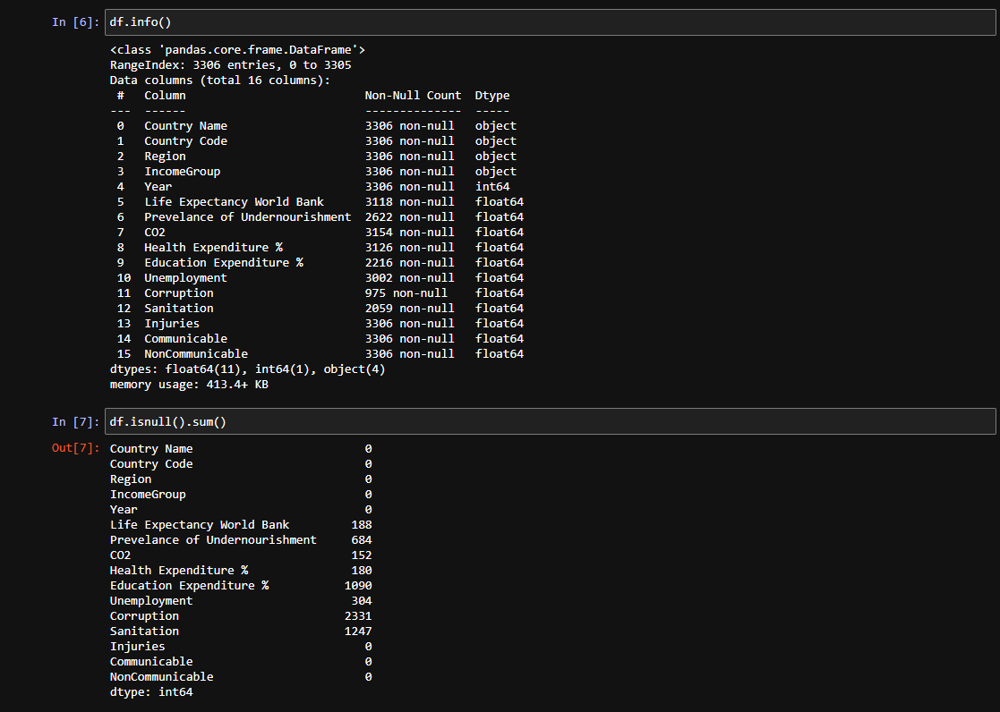 In [6]: df.info()
<class 'pandas.core.frame.DataFrame'>
RangeIndex: 3306 entries, 0 to 3305
Data columns (total 16 columns):
 #   Column                        Non-Null Count  Dtype
---  ------                        --------------  -----
 0   Country Name                  3306 non-null   object
 1   Country Code                  3306 non-null   object
 2   Region                        3306 non-null   object
 3   IncomeGroup                   3306 non-null   object
 4   Year                          3306 non-null   int64
 5   Life Expectancy World Bank    3118 non-null   float64
 6   Prevelance of Undernourishment  2622 non-null   float64
 7   CO2                           3154 non-null   float64
 8   Health Expenditure %          3126 non-null   float64
 9   Education Expenditure %       2216 non-null   float64
 10  Unemployment                  3002 non-null   float64
 11  Corruption                    975 non-null    float64
 12  Sanitation                    2059 non-null   float64
 13  Injuries                      3306 non-null   float64
 14  Communicable                  3306 non-null   float64
 15  NonCommunicable               3306 non-null   float64
dtypes: float64(11), int64(1), object(4)
memory usage: 413.4+ KB
In [7]: df.isnull().sum()
Out[7]: Country Name                         0
Country Code                         0
Region                               0
IncomeGroup                          0
Year                                 0
Life Expectancy World Bank         188
Prevelance of Undernourishment     684
CO2                                152
Health Expenditure %               180
Education Expenditure %           1090
Unemployment                       304
Corruption                        2331
Sanitation                        1247
Injuries                             0
Communicable                         0
NonCommunicable                      0
dtype: int64